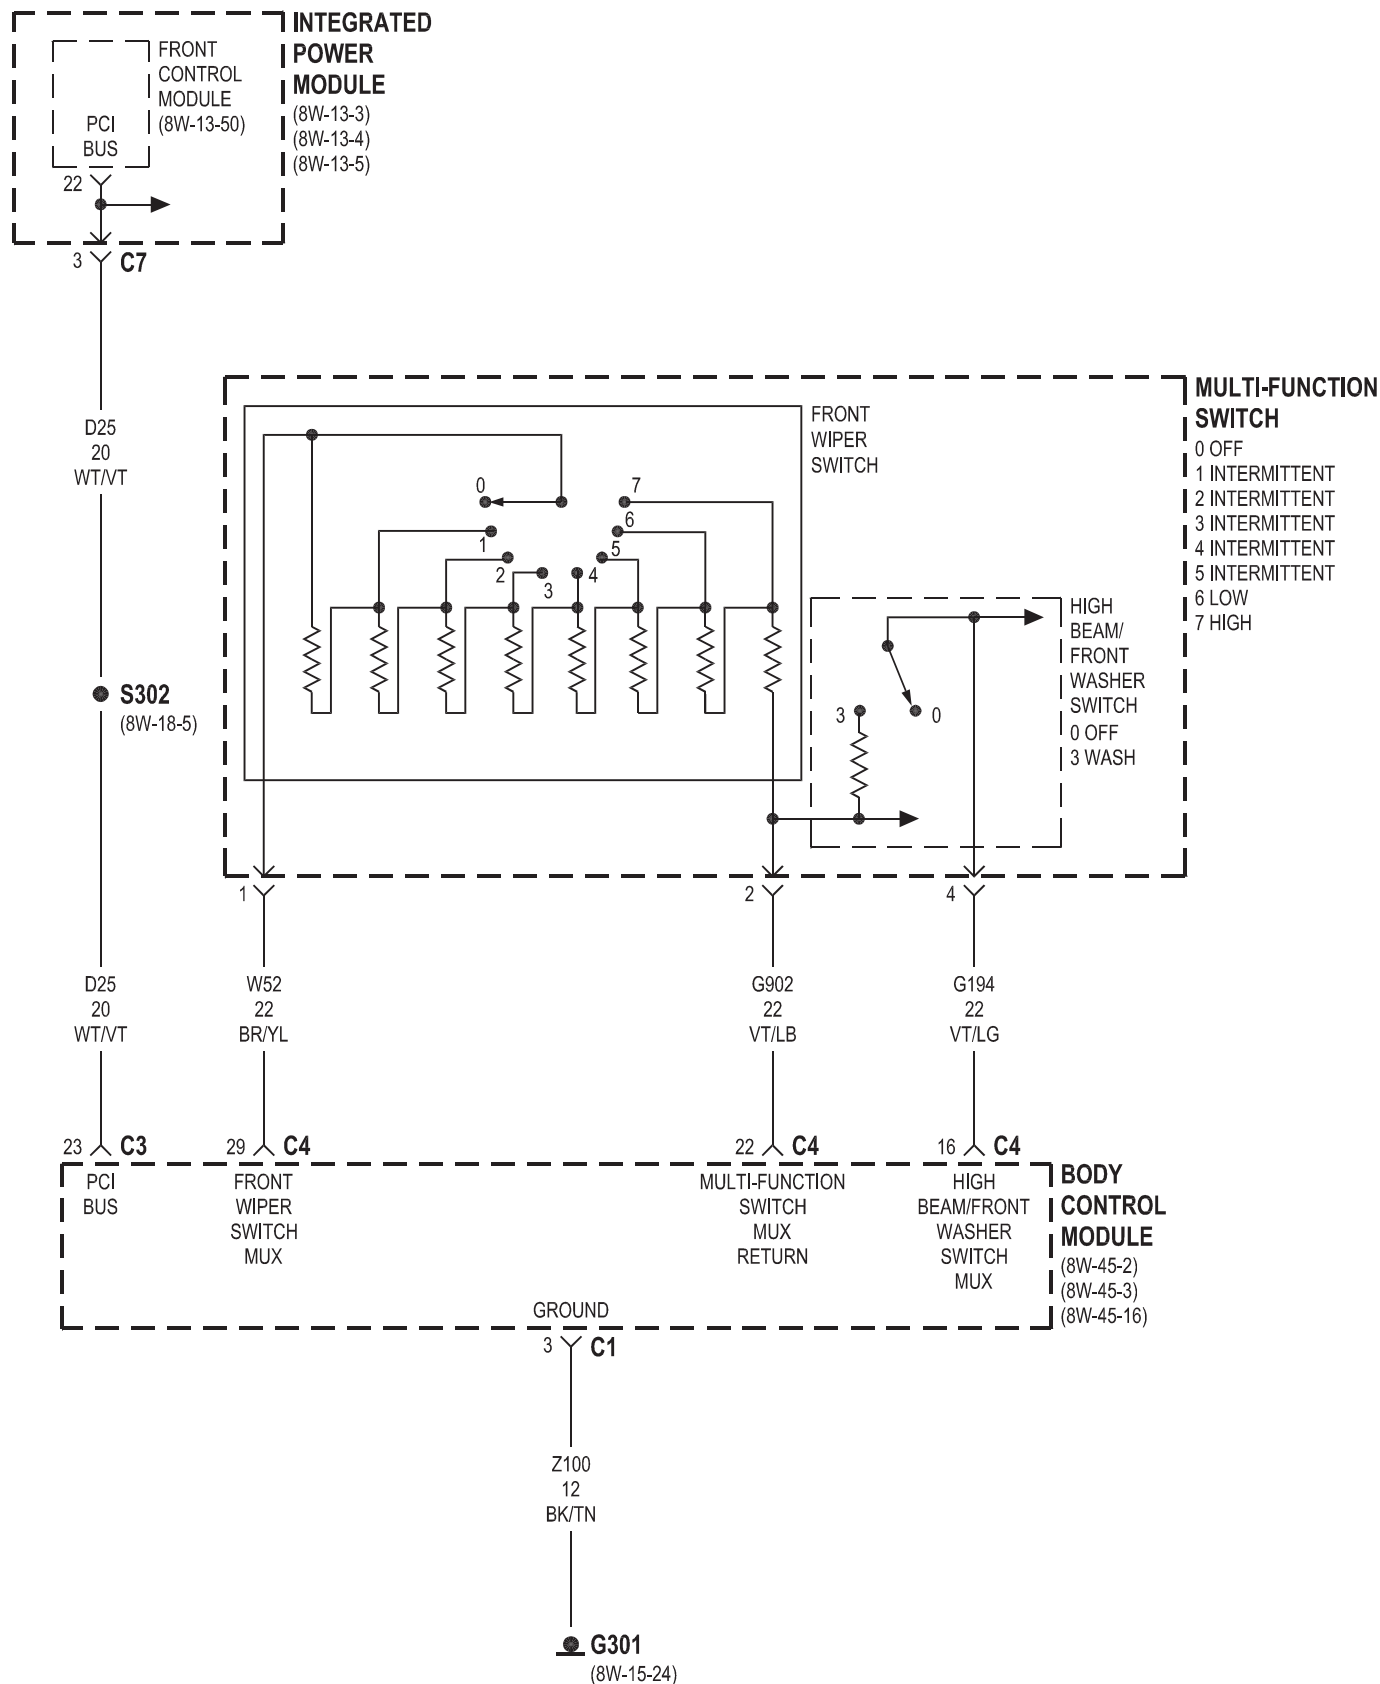 INTEGRATED
POWER
MODULE
(8W-13-3)
(8W-13-4)
(8W-13-5)
FRONT
CONTROL
MODULE
(8W-13-50)
PCI
BUS
22
3
C7
D25
20
WT/VT
S302
(8W-18-5)
MULTI-FUNCTION
SWITCH
0 OFF
1 INTERMITTENT
2 INTERMITTENT
3 INTERMITTENT
4 INTERMITTENT
5 INTERMITTENT
6 LOW
7 HIGH
FRONT
WIPER
SWITCH
0
1
2
3
4
5
6
7
HIGH
BEAM/
FRONT
WASHER
SWITCH
0 OFF
3 WASH
3
0
1
2
4
D25
20
WT/VT
W52
22
BR/YL
G902
22
VT/LB
G194
22
VT/LG
23
C3
29
C4
22
C4
16
C4
PCI
BUS
FRONT
WIPER
SWITCH
MUX
MULTI-FUNCTION
SWITCH
MUX
RETURN
HIGH
BEAM/FRONT
WASHER
SWITCH
MUX
BODY
CONTROL
MODULE
(8W-45-2)
(8W-45-3)
(8W-45-16)
GROUND
3
C1
Z100
12
BK/TN
G301
(8W-15-24)